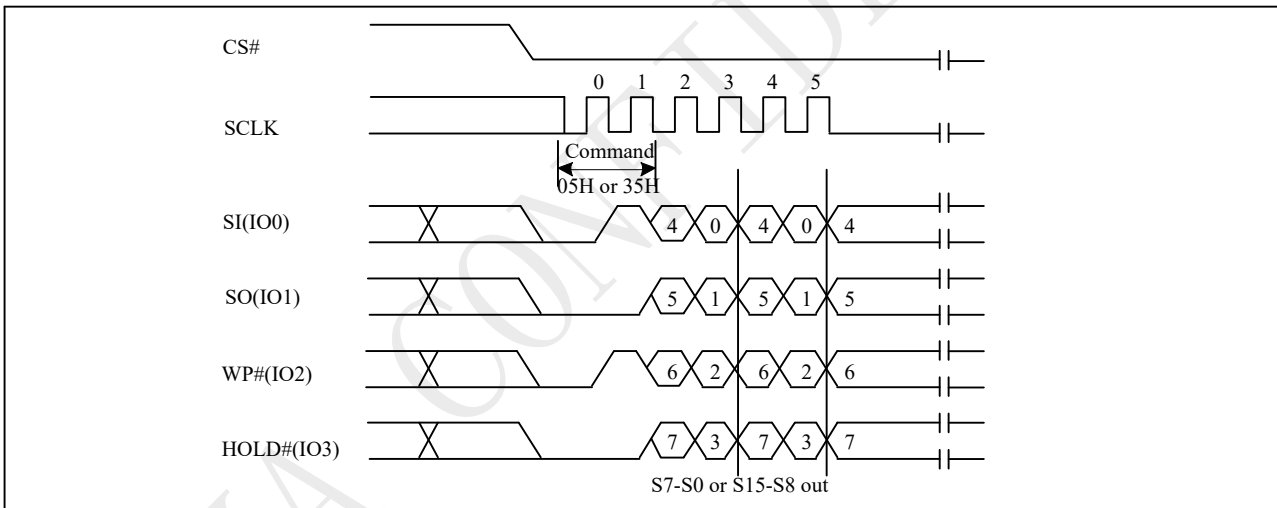 CS#
0 1 2 3 4 5
SCLK
Command
05H or 35H
SI(IO0) 4 0 4 0 4
SO(IO1) 5 1 5 1 5
WP#(IO2) 6 2 6 2 6
HOLD#(IO3) 7 3 7 3 7
S7-S0 or S15-S8 out